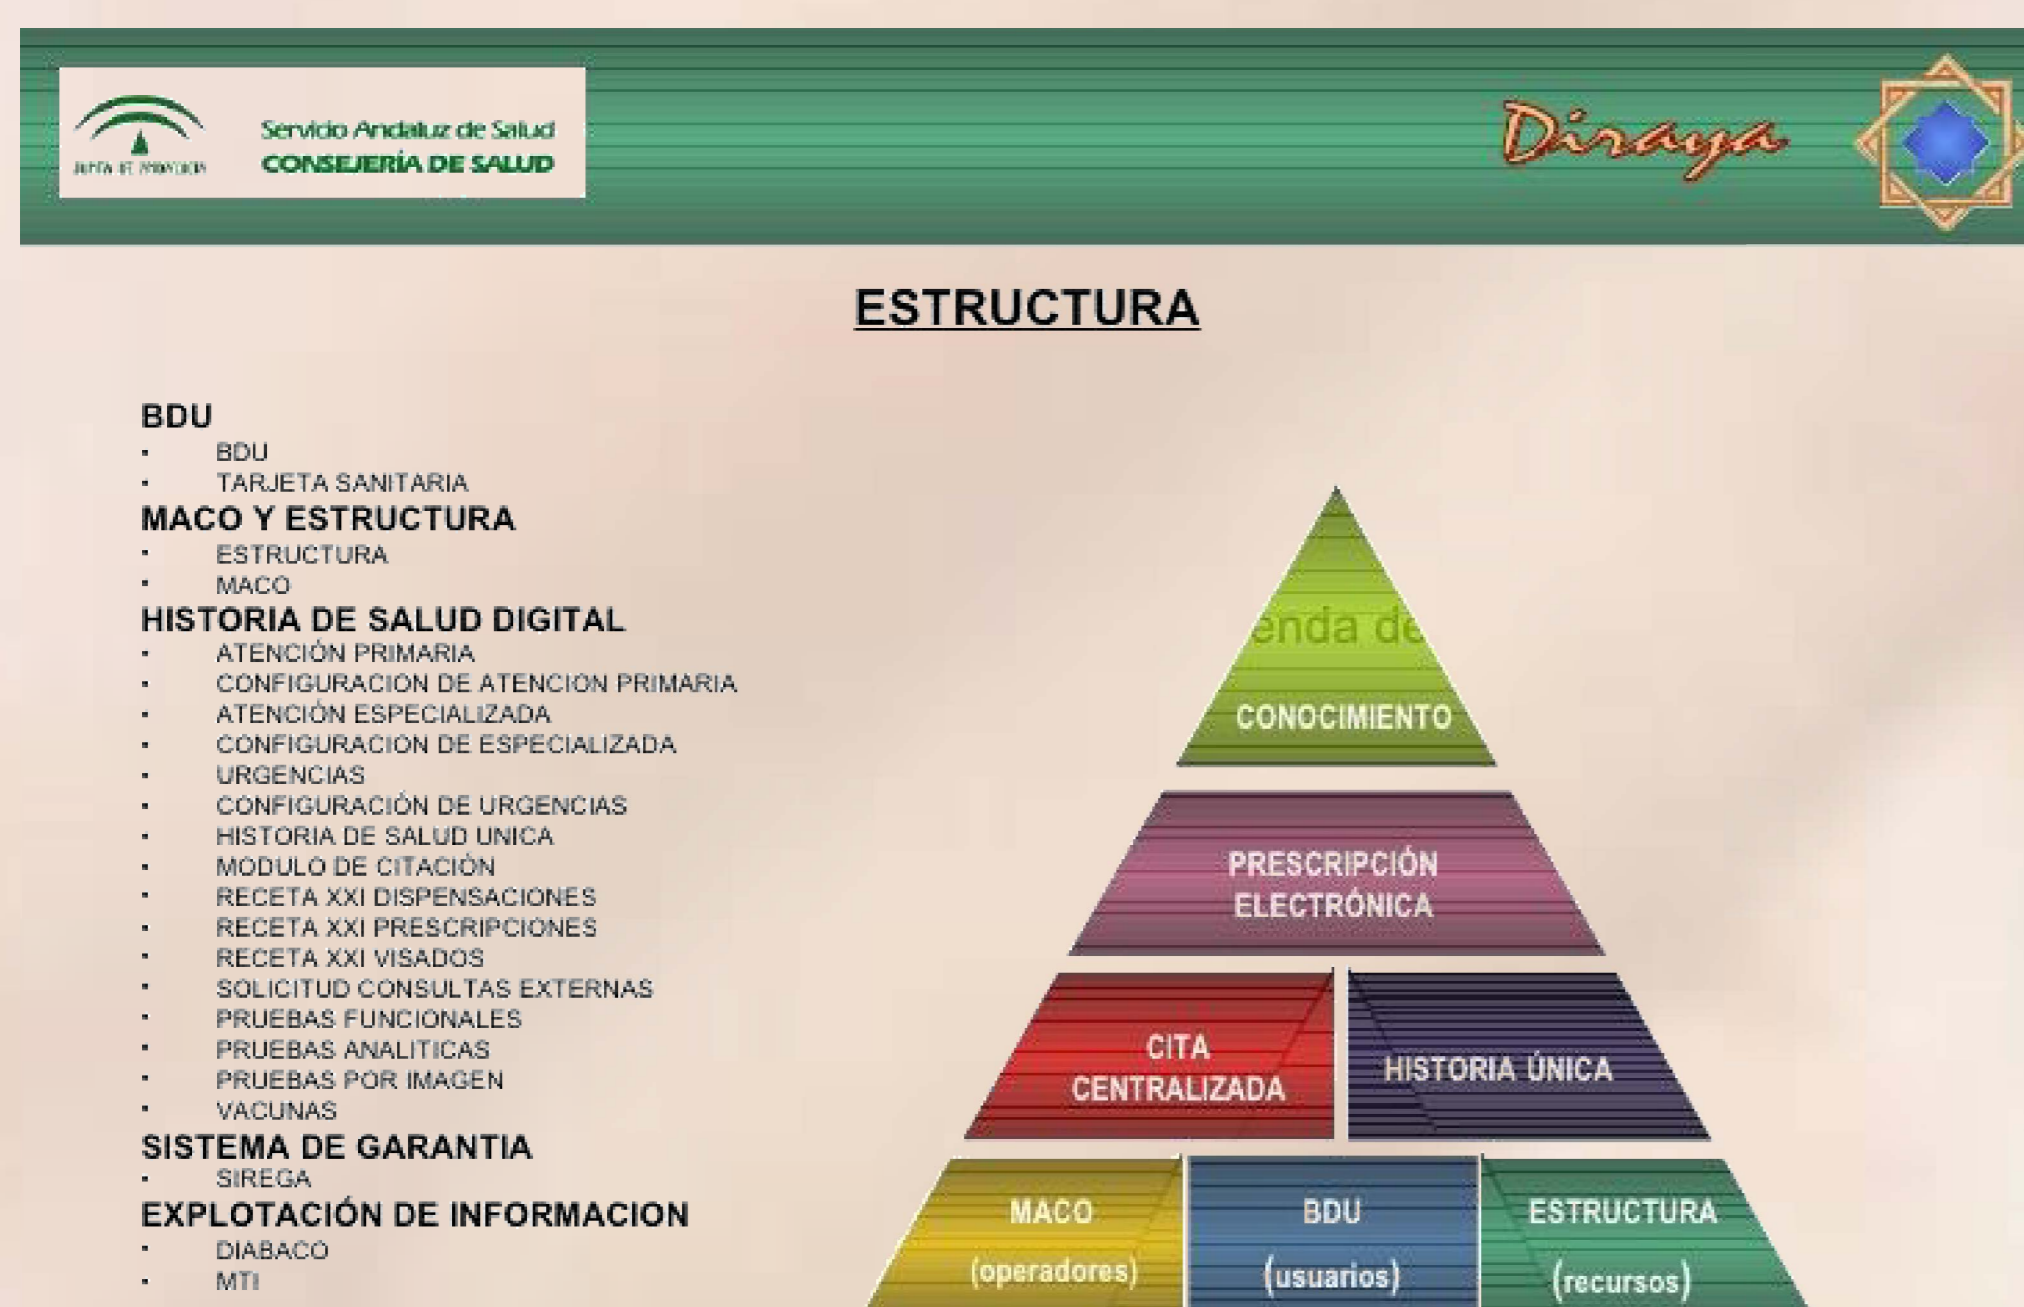 JUNTA DE ANDALUCIA
Servicio Andaluz de Salud
CONSEJERÍA DE SALUD
Diraya
ESTRUCTURA
BDU
▪ BDU
▪ TARJETA SANITARIA
MACO Y ESTRUCTURA
▪ ESTRUCTURA
▪ MACO
HISTORIA DE SALUD DIGITAL
▪ ATENCIÓN PRIMARIA
▪ CONFIGURACION DE ATENCION PRIMARIA
▪ ATENCIÓN ESPECIALIZADA
▪ CONFIGURACION DE ESPECIALIZADA
▪ URGENCIAS
▪ CONFIGURACIÓN DE URGENCIAS
▪ HISTORIA DE SALUD UNICA
▪ MODULO DE CITACIÓN
▪ RECETA XXI DISPENSACIONES
▪ RECETA XXI PRESCRIPCIONES
▪ RECETA XXI VISADOS
▪ SOLICITUD CONSULTAS EXTERNAS
▪ PRUEBAS FUNCIONALES
▪ PRUEBAS ANALITICAS
▪ PRUEBAS POR IMAGEN
▪ VACUNAS
SISTEMA DE GARANTIA
▪ SIREGA
EXPLOTACIÓN DE INFORMACION
▪ DIABACO
▪ MTI
enda de
CONOCIMIENTO
PRESCRIPCIÓN
ELECTRÓNICA
CITA
CENTRALIZADA
HISTORIA ÚNICA
MACO
(operadores)
BDU
(usuarios)
ESTRUCTURA
(recursos)